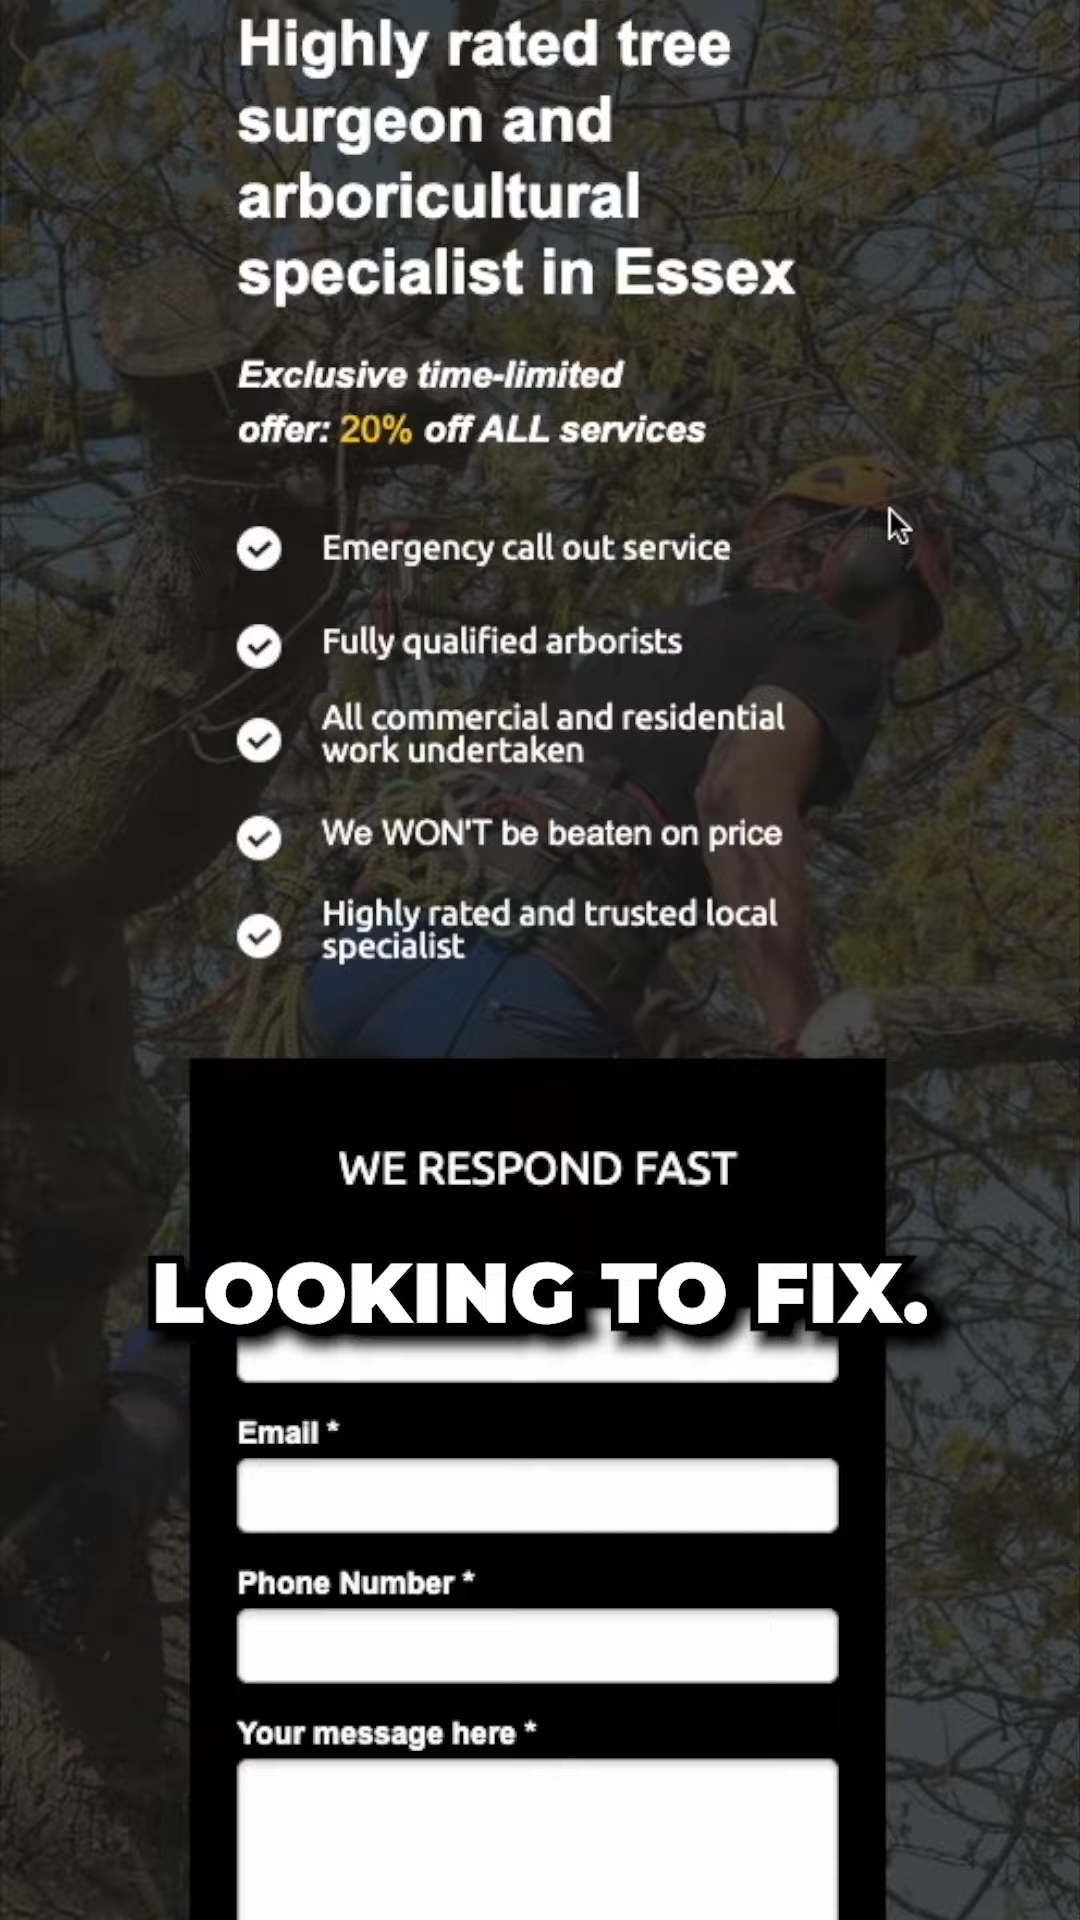 Highly rated tree
surgeon and
arboricultural
specialist in Essex
Exclusive time-limited
offer: 20% off ALL services
Emergency call out service
Fully qualified arborists
All commercial and residential
work undertaken
We WON'T be beaten on price
Highly rated and trusted local
specialist
WE RESPOND FAST
LOOKING TO FIX.
Email *
Phone Number *
Your message here *